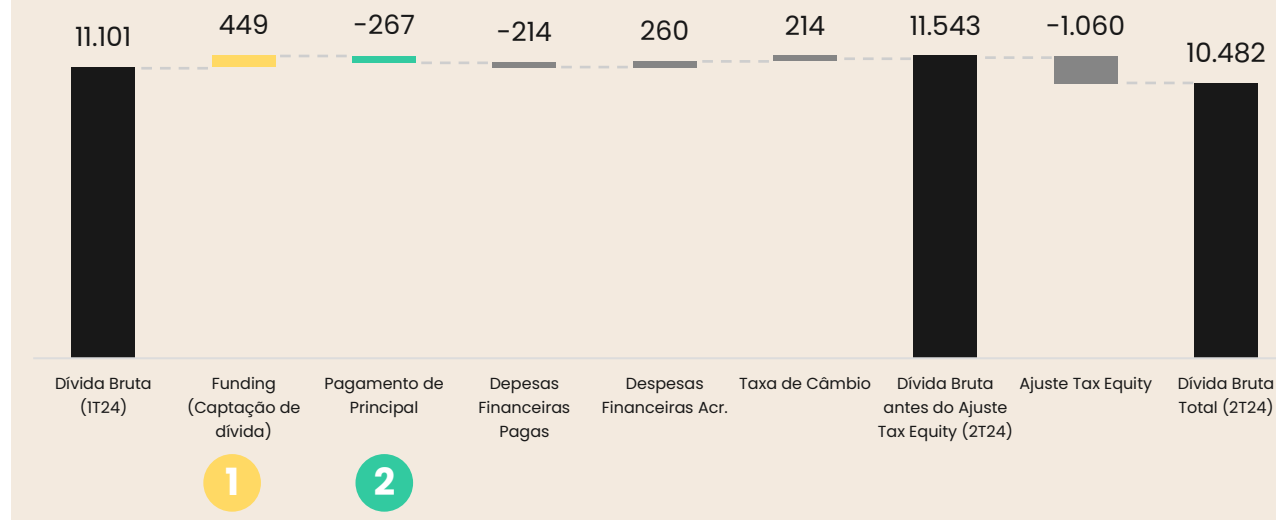 11.101
449
-267
-214
260
214
11.543
-1.060
10.482
Dívida Bruta
(1T24)
Funding
(Captação de
dívida)
Pagamento de
Principal
Depesas
Financeiras
Pagas
Despesas
Financeiras Acr.
Taxa de Câmbio
Dívida Bruta
antes do Ajuste
Tax Equity (2T24)
Ajuste Tax Equity
Dívida Bruta
Total (2T24)
1
2